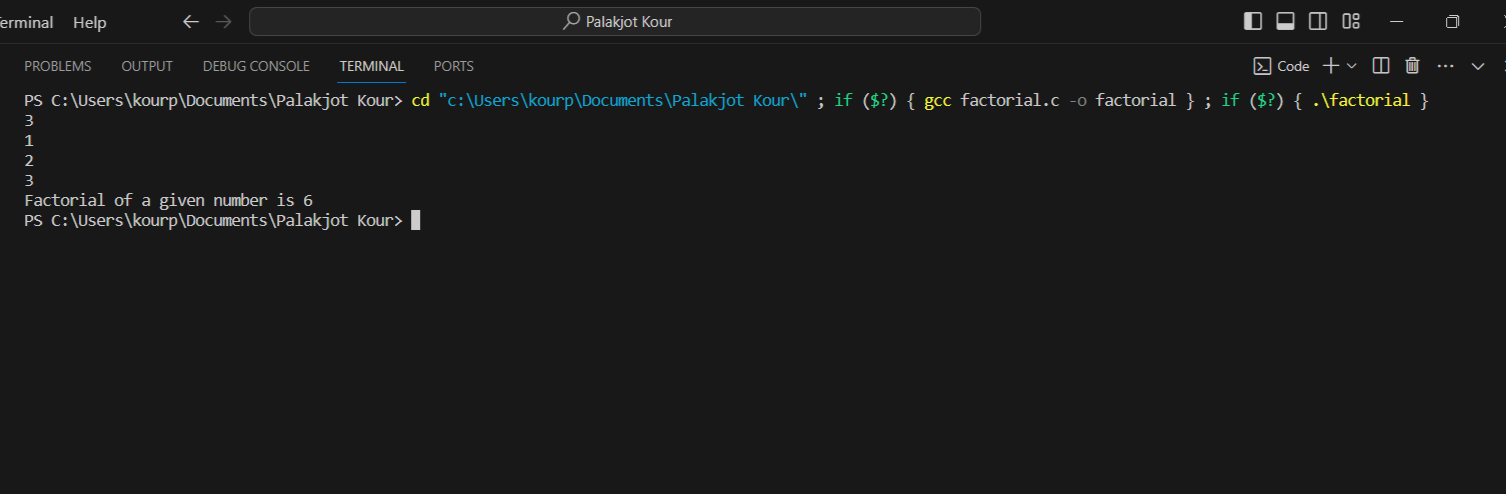 erminal Help Palakjot Kour
PROBLEMS OUTPUT DEBUG CONSOLE TERMINAL PORTS Code
PS C:\Users\kourp\Documents\Palakjot Kour> cd "c:\Users\kourp\Documents\Palakjot Kour\" ; if ($?) { gcc factorial.c -o factorial } ; if ($?) { .\factorial }
3
1
2
3
Factorial of a given number is 6
PS C:\Users\kourp\Documents\Palakjot Kour>